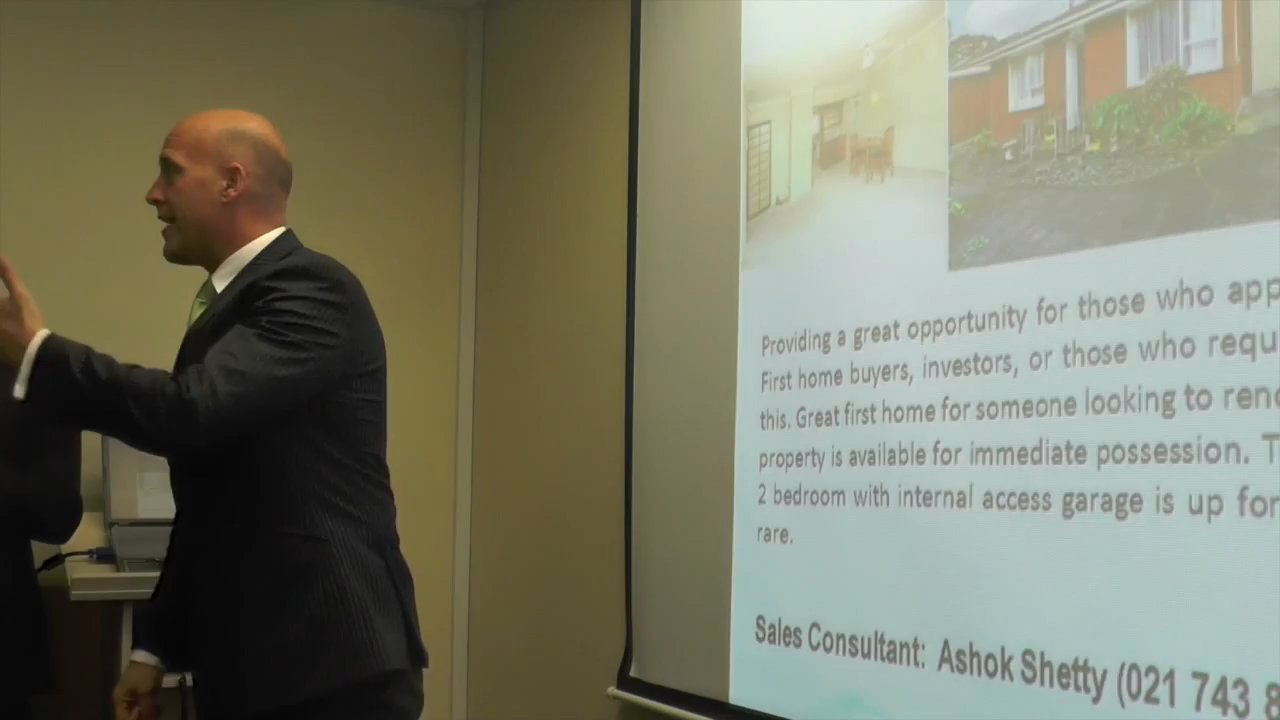 Providing a great opportunity for those who app
First home buyers, investors, or those who requ
this. Great first home for someone looking to reno
property is available for immediate possession. T
2 bedroom with internal access garage is up for
rare.
Sales Consultant: Ashok Shetty (021 743 8